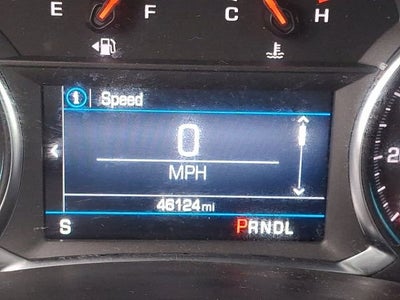 E F C H
Speed
0
MPH
46124mi
S PRNDL